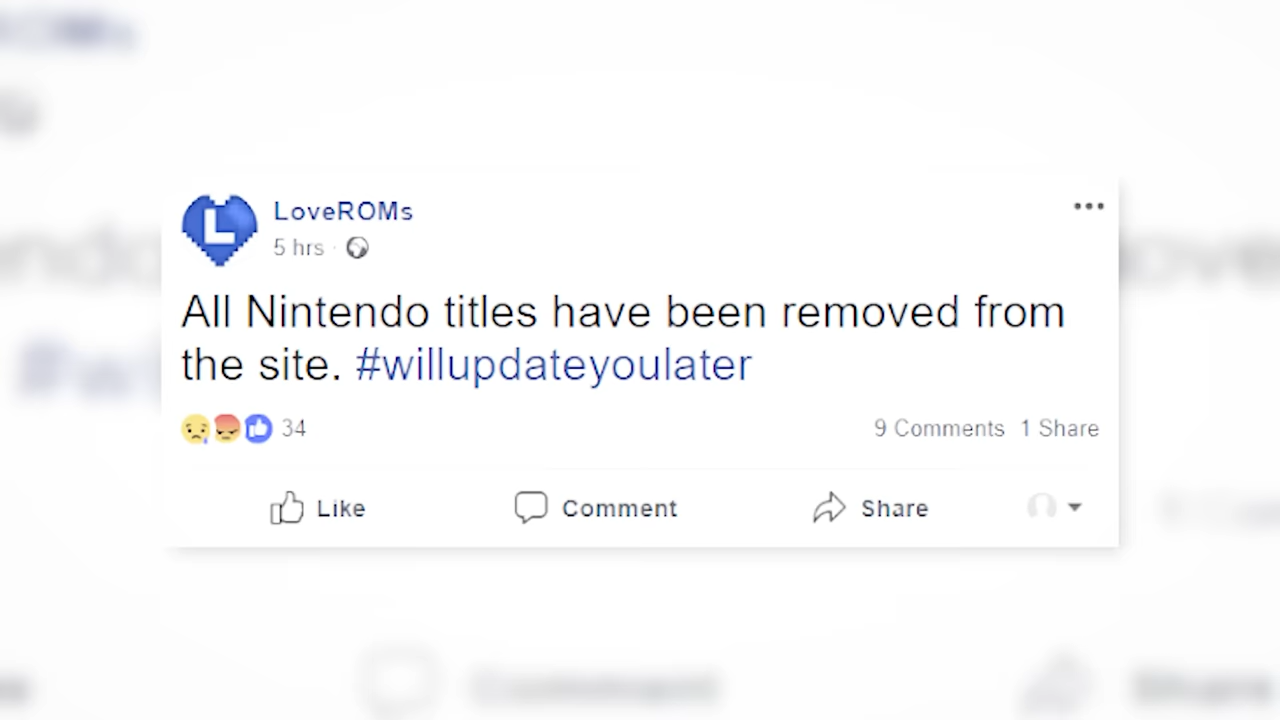 LoveROMs
5 hrs ·
All Nintendo titles have been removed from
the site. #willupdateyoulater
34
9 Comments 1 Share
Like
Comment
Share